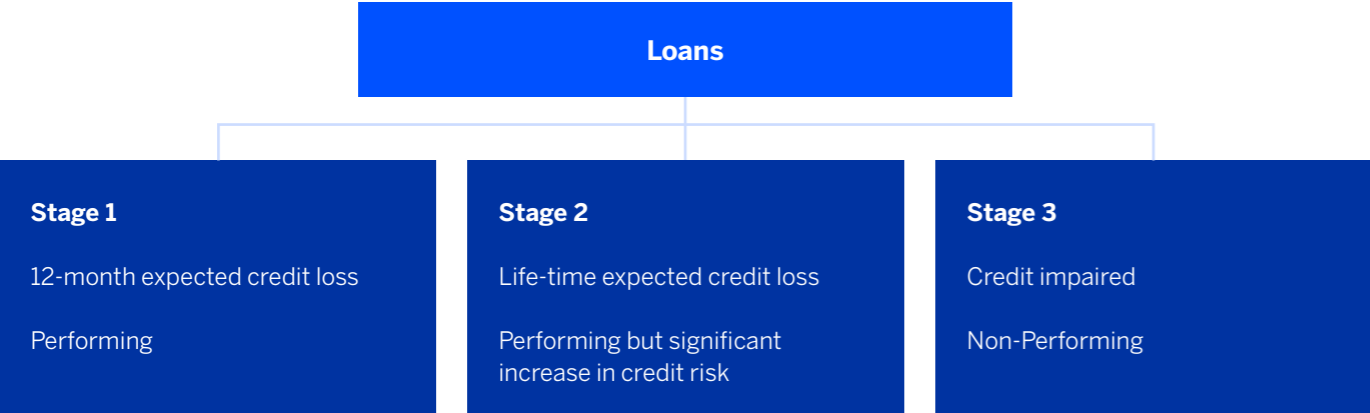 Loans
Stage 1
12-month expected credit loss
Performing
Stage 2
Life-time expected credit loss
Performing but significant
increase in credit risk
Stage 3
Credit impaired
Non-Performing